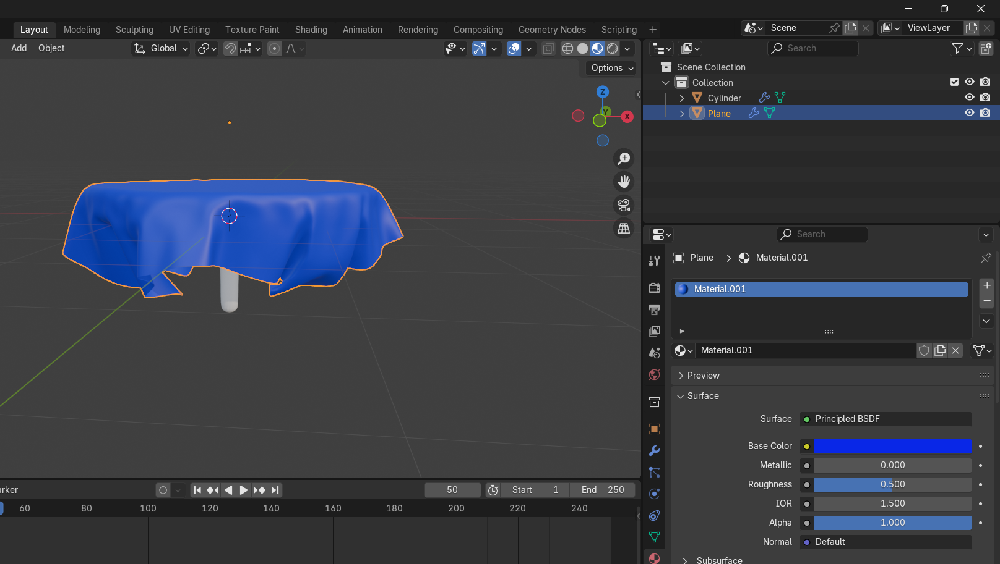 Layout Modeling Sculpting UV Editing Texture Paint Shading Animation Rendering Compositing Geometry Nodes Scripting +
Scene ViewLayer
Add Object Global
Search
Options
Z
Y
X
Scene Collection
Collection
Cylinder
Plane
Search
Plane > Material.001
Material.001
Material.001
Preview
Surface
Surface Principled BSDF
Base Color
Metallic 0.000
Roughness 0.500
IOR 1.500
Alpha 1.000
Normal Default
Subsurface
arker 50 Start 1 End 250
60 80 100 120 140 160 180 200 220 240